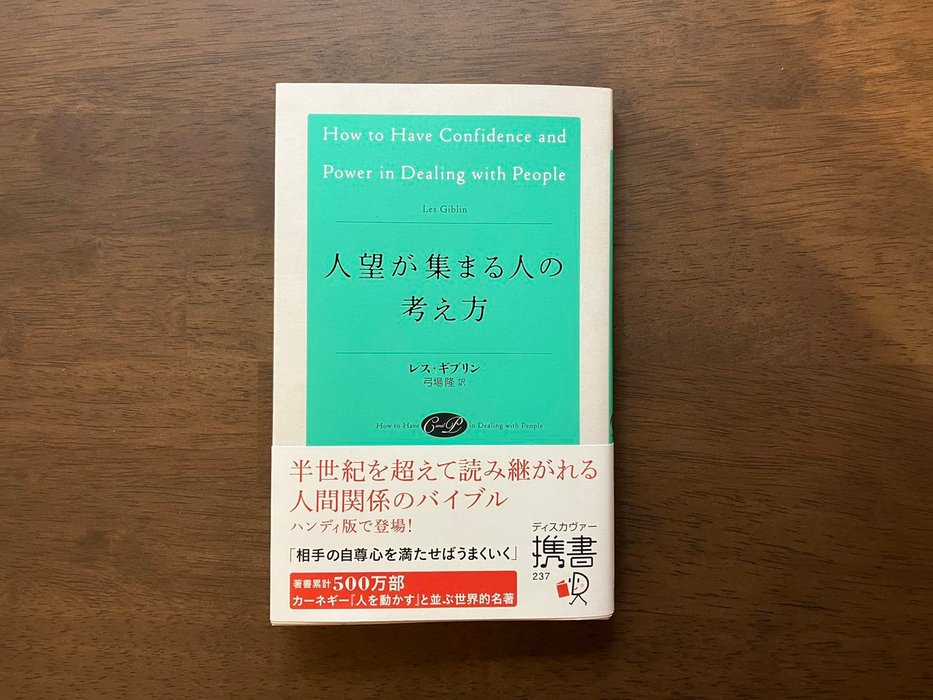 How to Have Confidence and
Power in Dealing with People
Les Giblin
人望が集まる人の
考え方
レス・ギブリン
弓場隆 訳
How to Have C and P in Dealing with People
半世紀を超えて読み継がれる
人間関係のバイブル
ハンディ版で登場!
「相手の自尊心を満たせばうまくいく」
著書累計500万部
カーネギー『人を動かす』と並ぶ世界的名著
ディスカヴァー
携書
237